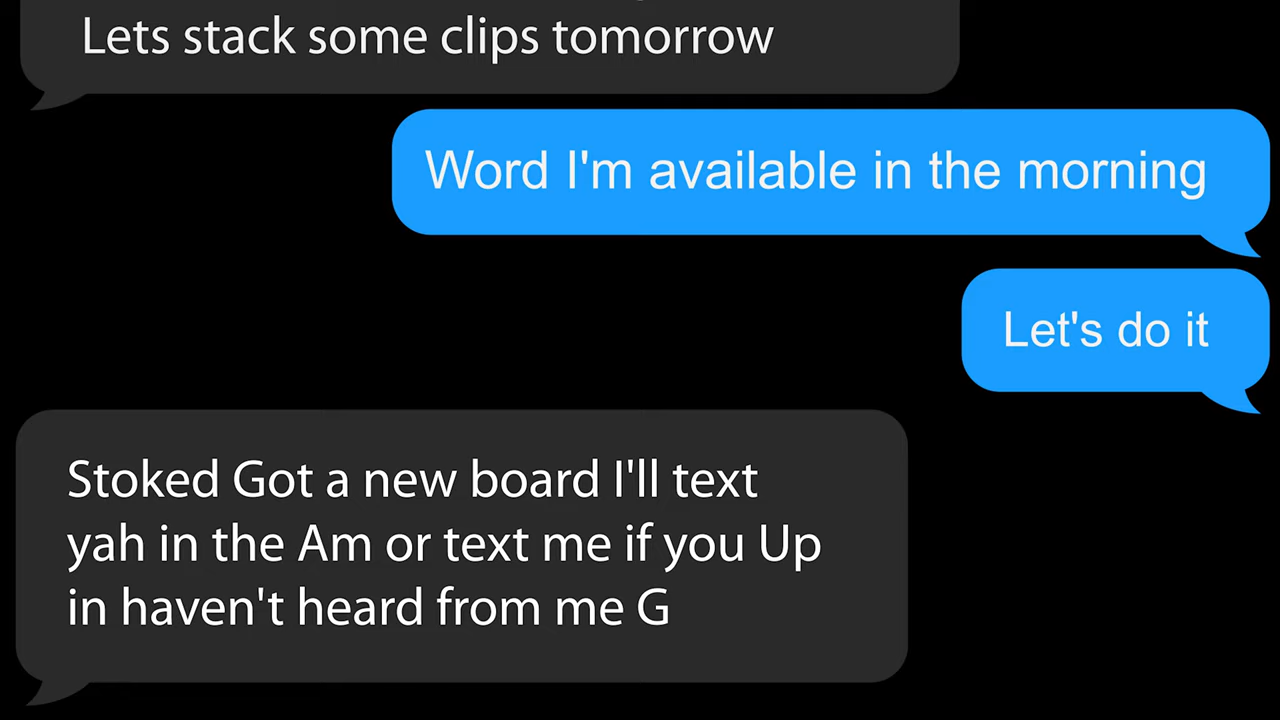 Lets stack some clips tomorrow
Word I'm available in the morning
Let's do it
Stoked Got a new board I'll text
yah in the Am or text me if you Up
in haven't heard from me G